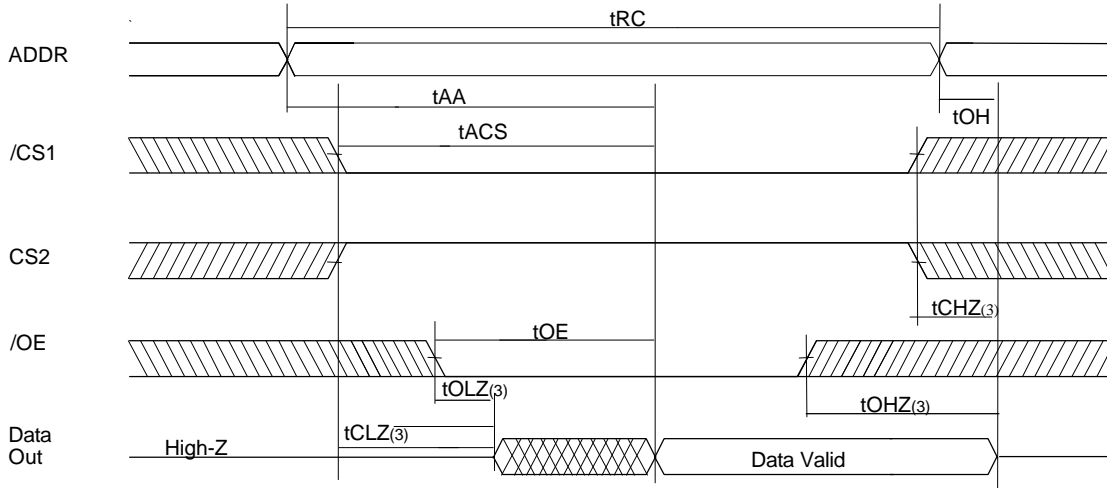 tRC
ADDR
tAA
tOH
tACS
/CS1
CS2
tCHZ(3)
/OE
tOE
tOLZ(3)
tOHZ(3)
tCLZ(3)
Data
Out
High-Z
Data Valid